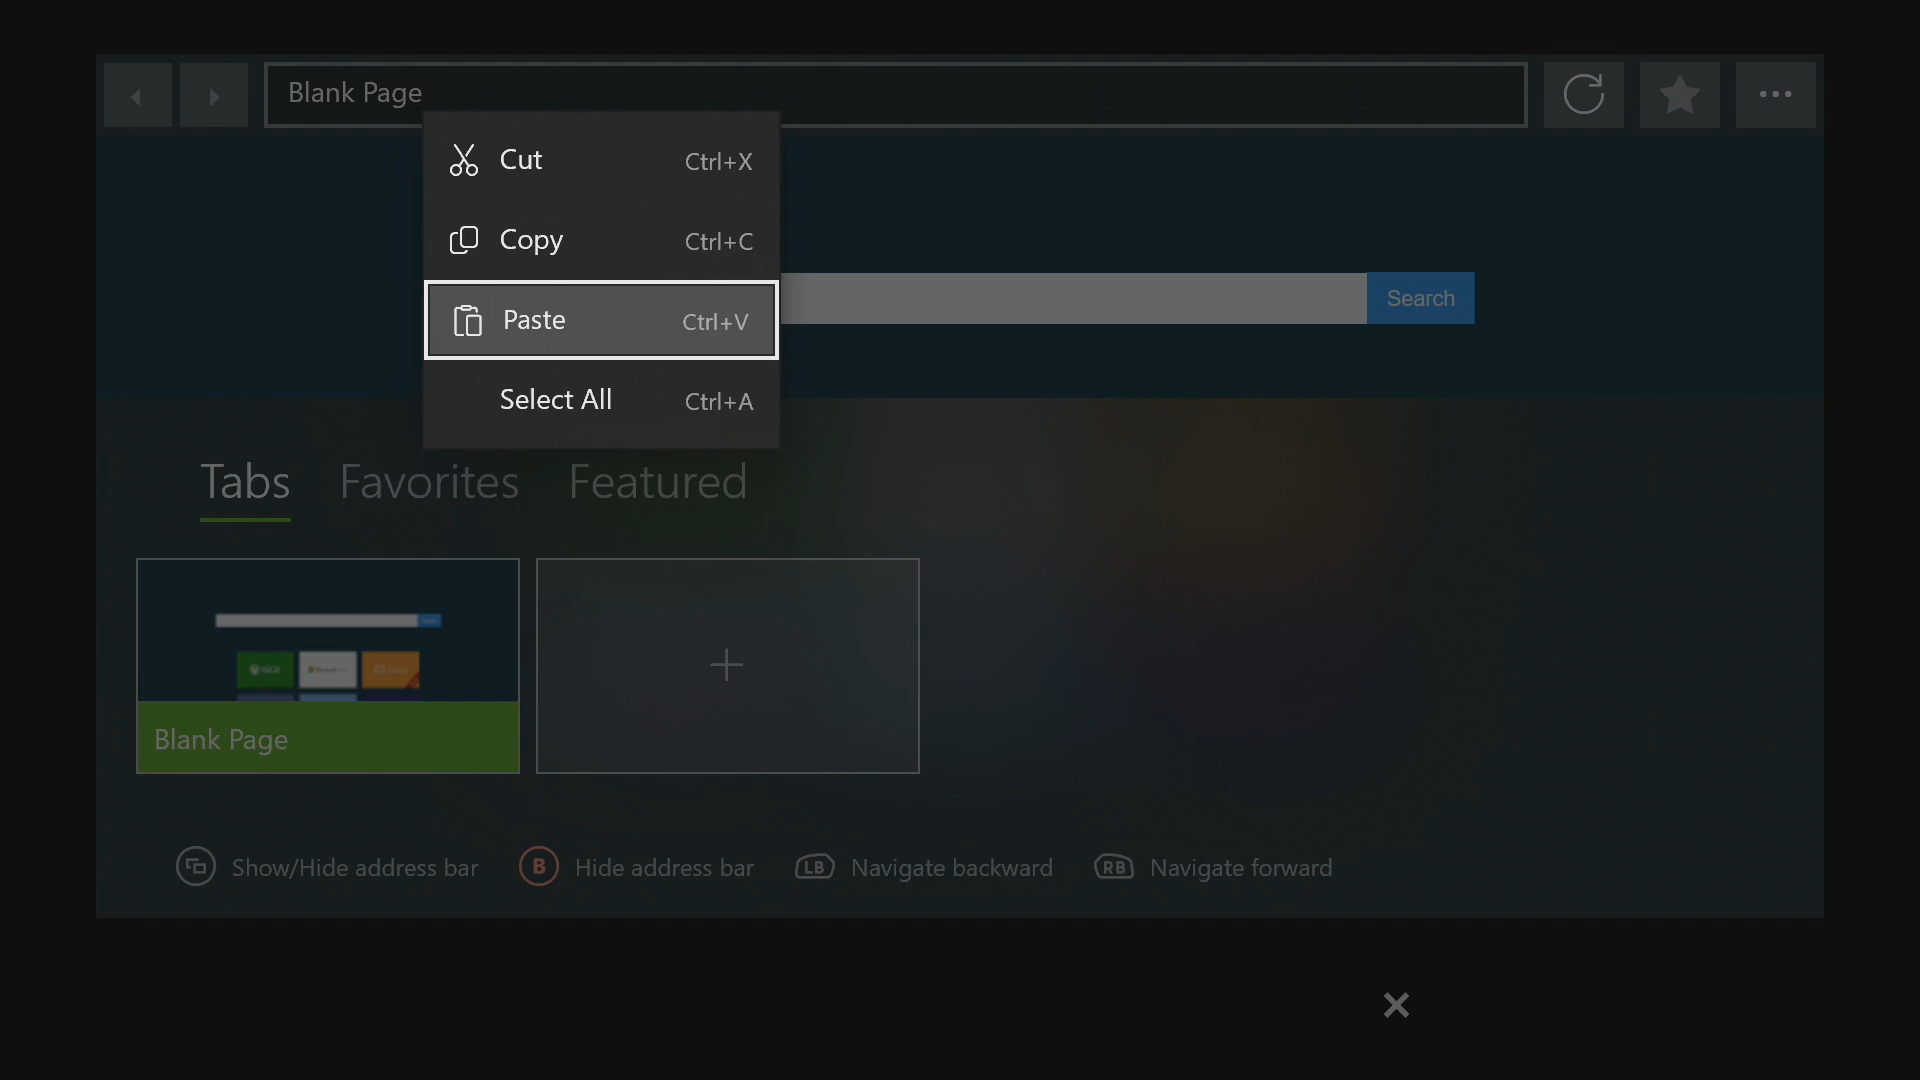 Blank Page
Cut Ctrl+X
Copy Ctrl+C
Paste Ctrl+V
Select All Ctrl+A
Search
Tabs Favorites Featured
Blank Page
Show/Hide address bar B Hide address bar LB Navigate backward RB Navigate forward